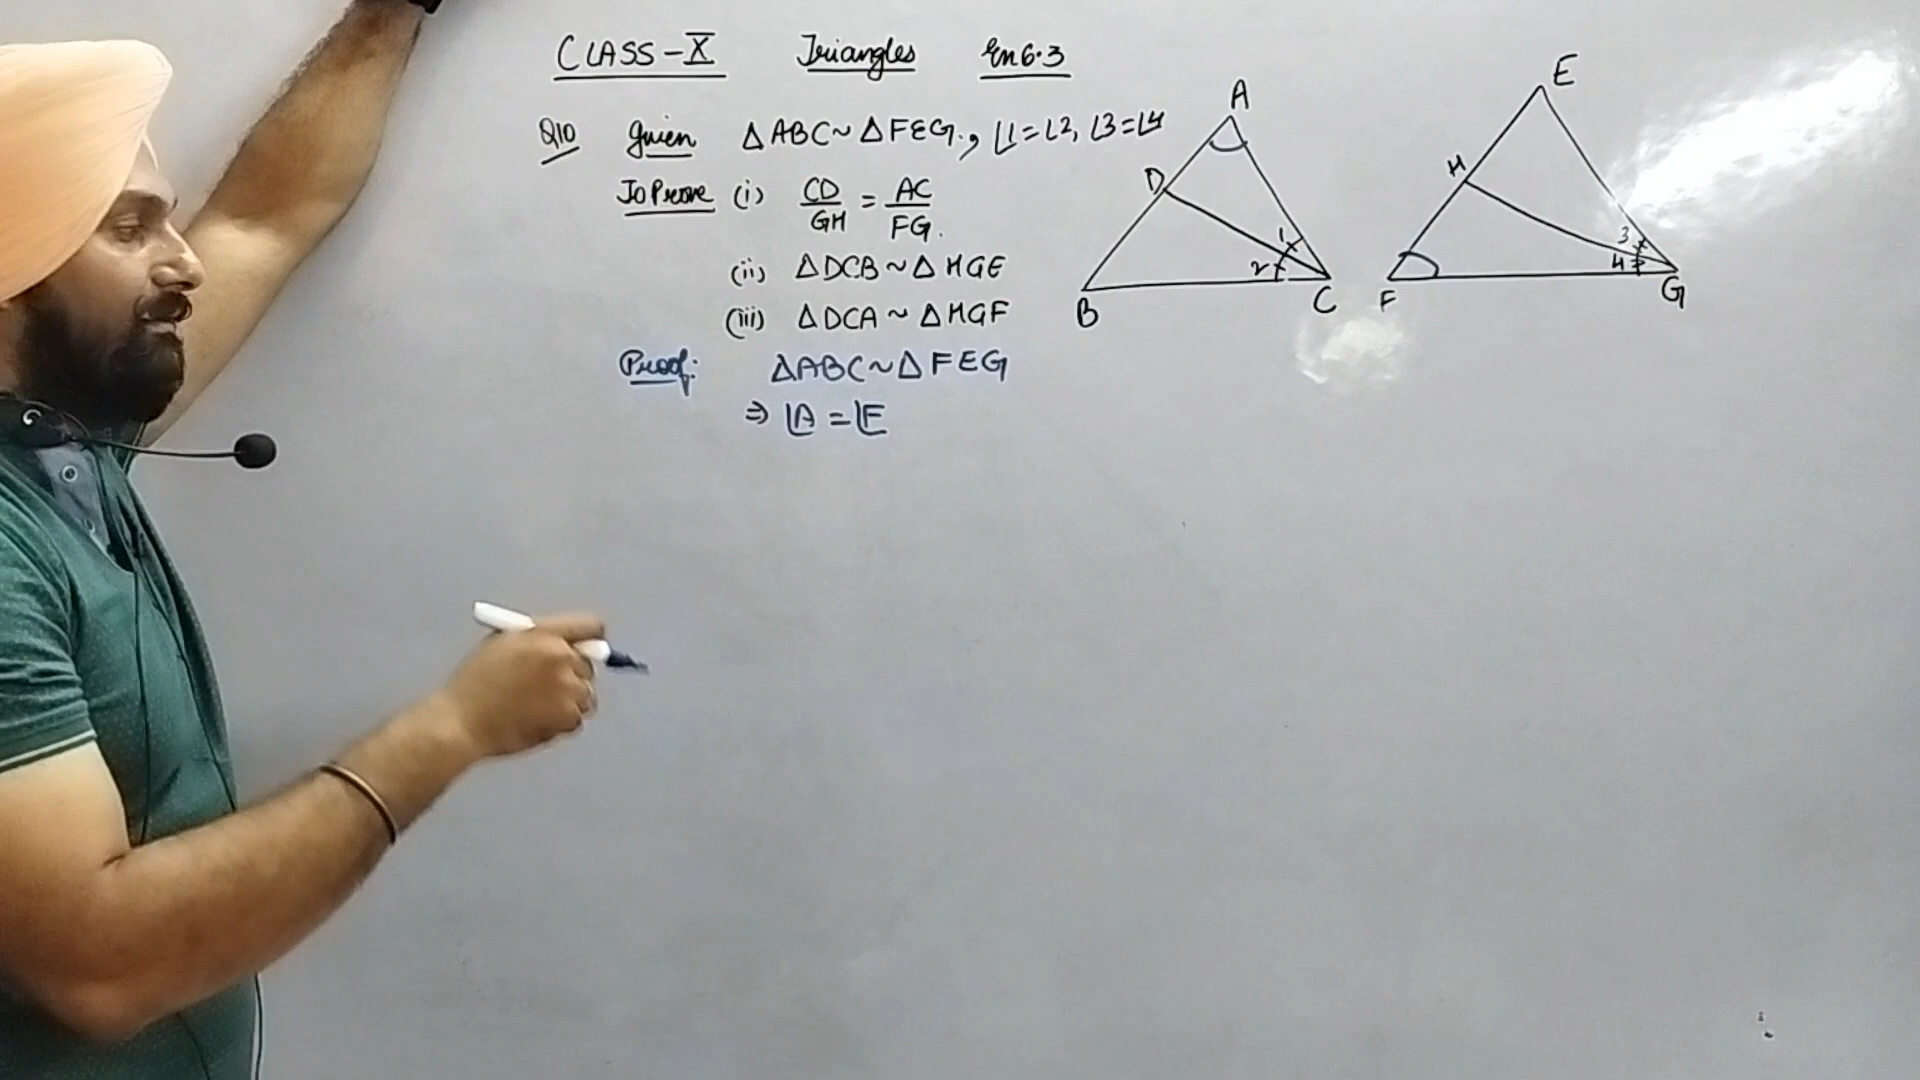 CLASS-X Triangles Ex 6.3
Q10 Given △ABC ~ △FEG., ∠1=∠2, ∠3=∠4
To Prove (i) CD/GH = AC/FG.
(ii) △DCB ~ △HGE
(iii) △DCA ~ △HGF
Proof: △ABC ~ △FEG
⇒ ∠A = ∠F
A
D
1
2
B
C
E
H
3
4
F
G